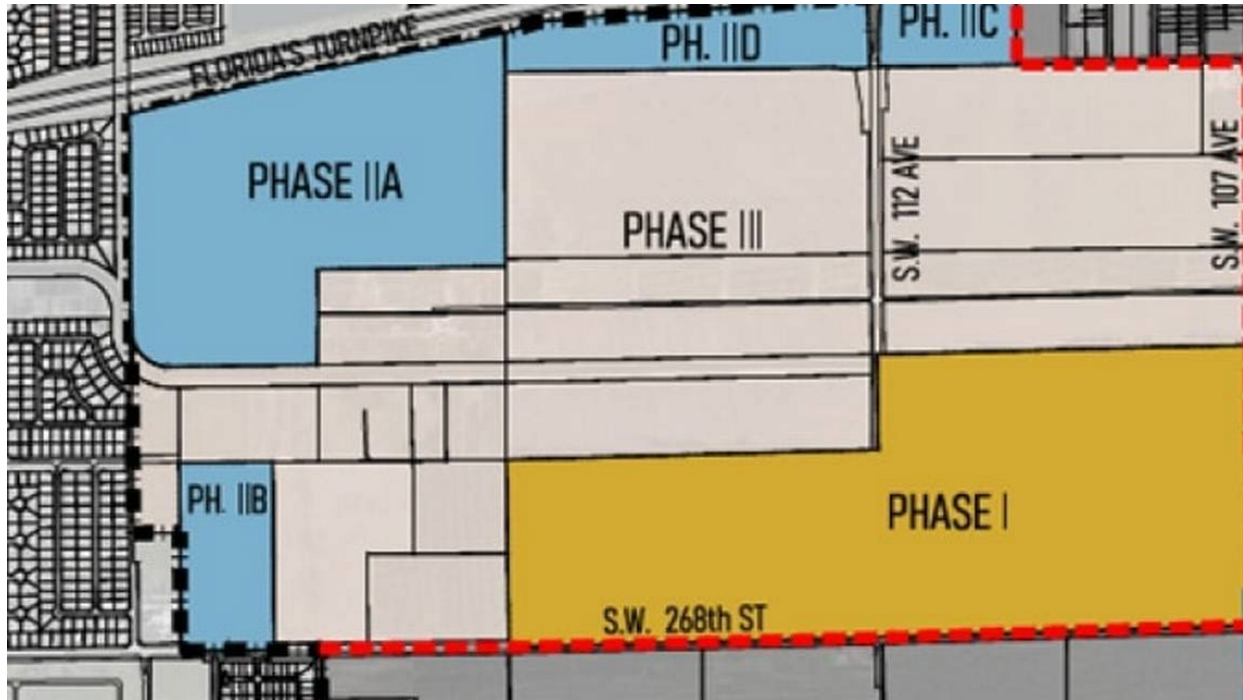 FLORIDA'S TURNPIKE
PH. IID
PH. IIC
PHASE IIA
PHASE III
S.W. 112 AVE
S.W. 107 AVE
PH. IIB
PHASE I
S.W. 268th ST